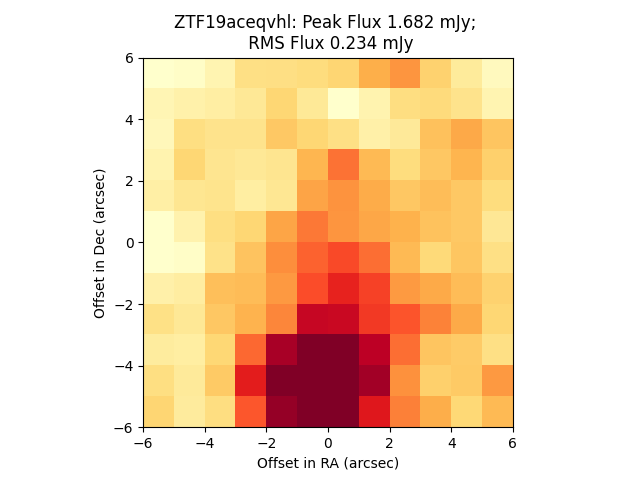 ZTF19aceqvhl: Peak Flux 1.682 mJy;
RMS Flux 0.234 mJy
6
4
2
0
−2
−4
−6
Offset in Dec (arcsec)
−6 −4 −2 0 2 4 6
Offset in RA (arcsec)